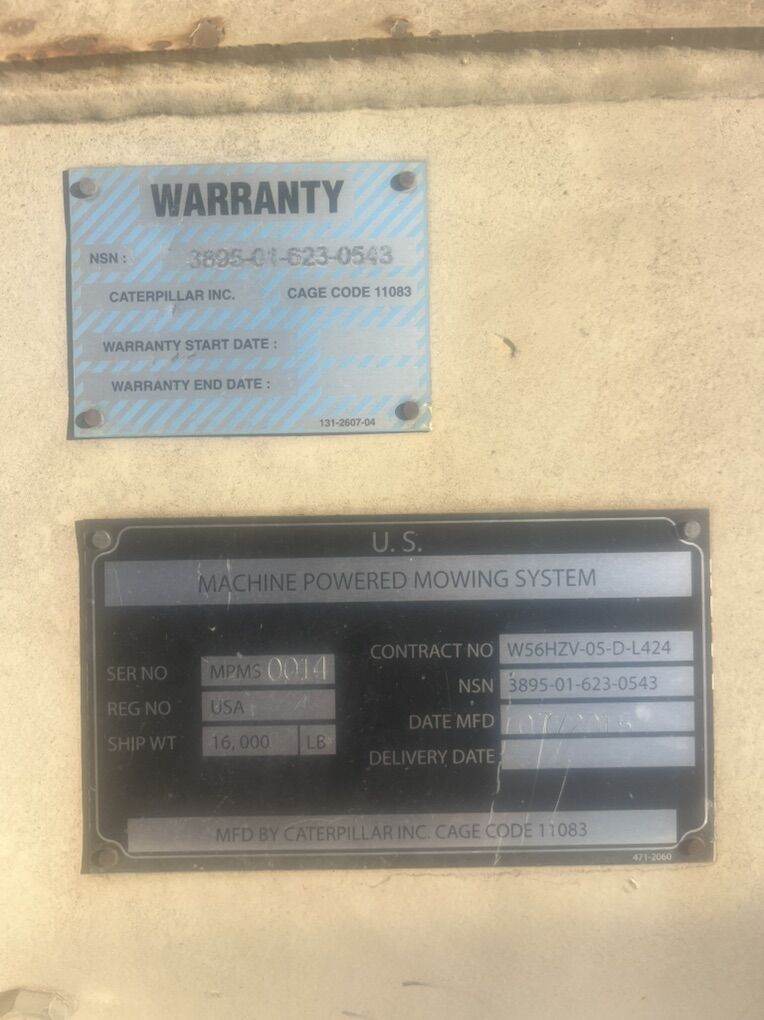 WARRANTY
NSN : 3895-01-623-0543
CATERPILLAR INC. CAGE CODE 11083
WARRANTY START DATE :
WARRANTY END DATE :
131-2607-04
U. S.
MACHINE POWERED MOWING SYSTEM
SER NO MPMS 0014
REG NO USA
SHIP WT 16,000 LB
CONTRACT NO W56HZV-05-D-L424
NSN 3895-01-623-0543
DATE MFD
DELIVERY DATE
MFD BY CATERPILLAR INC. CAGE CODE 11083
471-2060